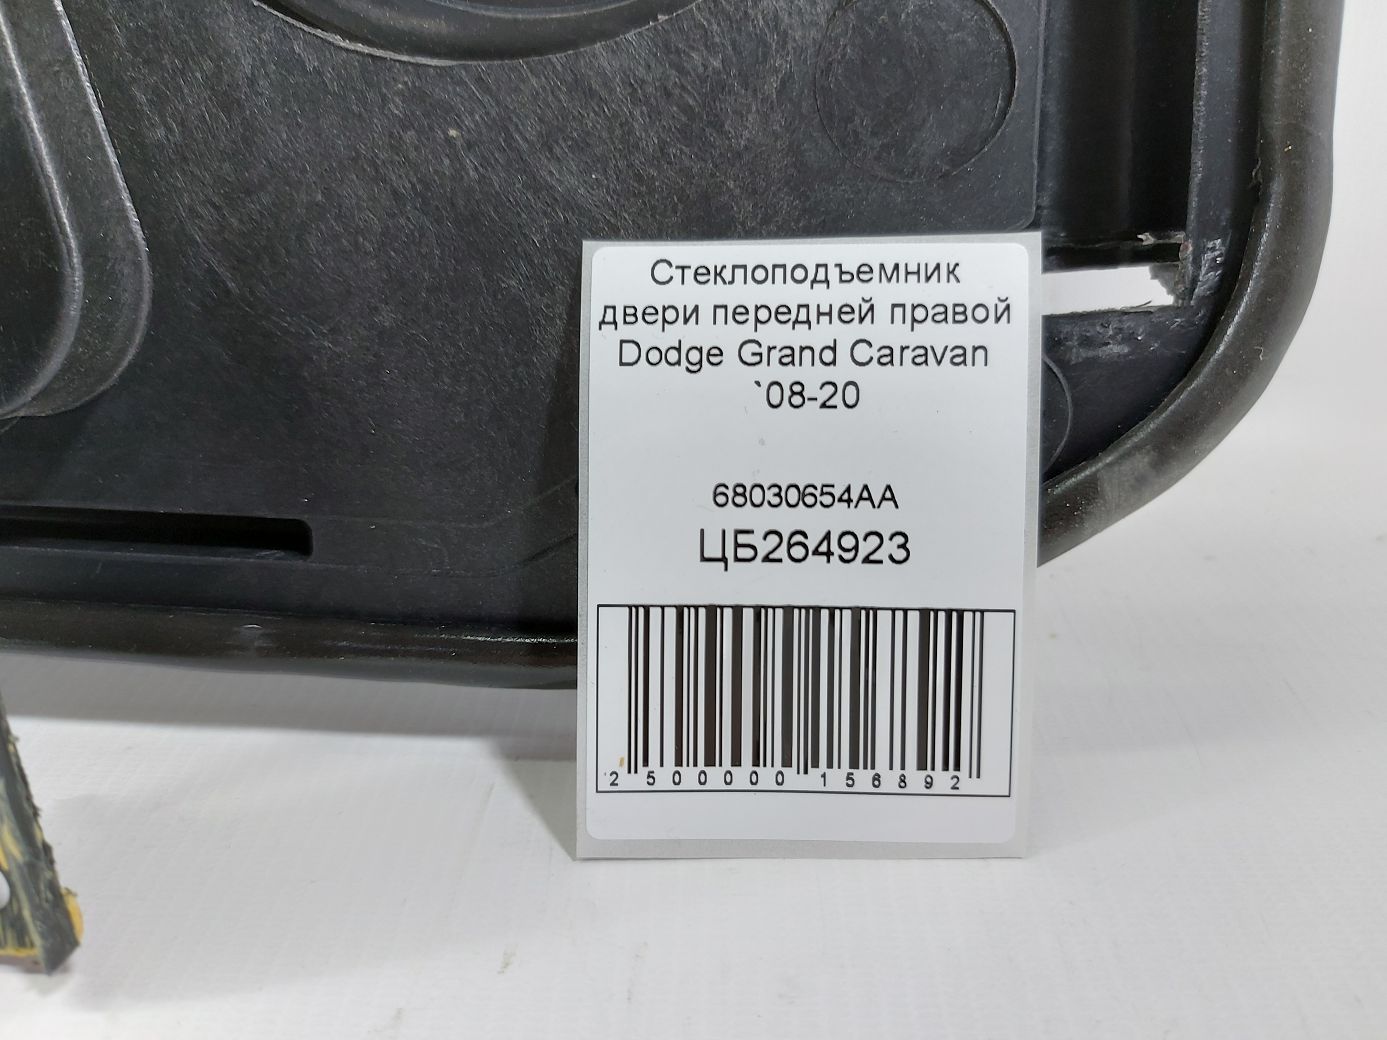 Стеклоподъемник
двери передней правой
Dodge Grand Caravan
`08-20
68030654AA
ЦБ264923
2 500000 156892